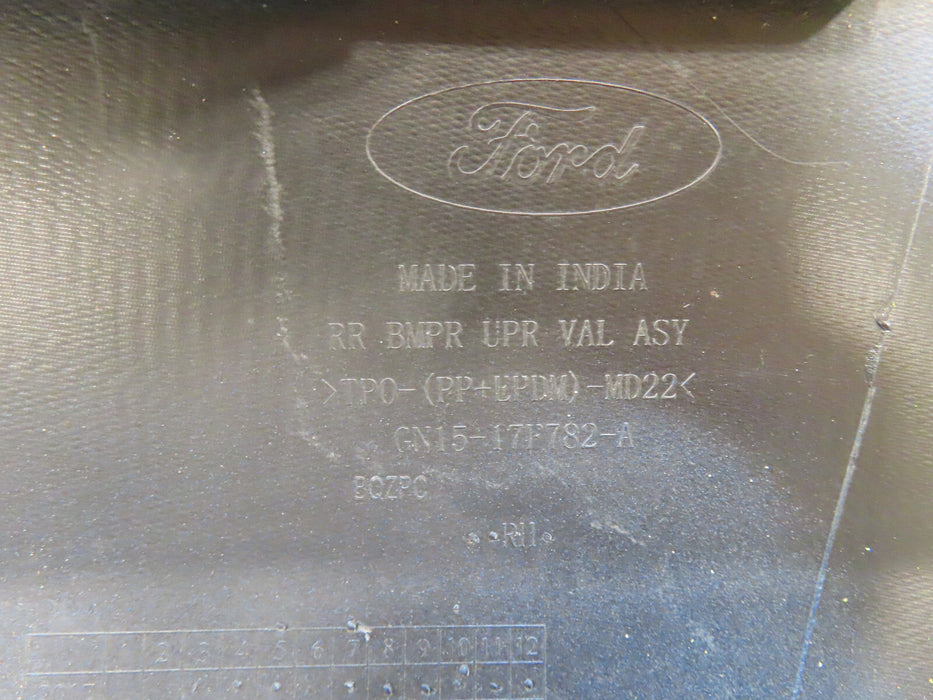 Ford
MADE IN INDIA
RR BMPR UPR VAL ASY
>TPO-(PP+EPDM)-MD22<
GN15-17F782-A
BQZPC
RH
1 2 3 4 5 6 7 8 9 10 11 12